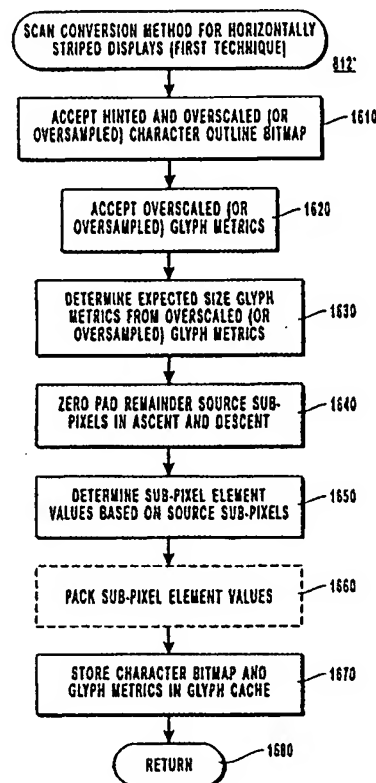 SCAN CONVERSION METHOD FOR HORIZONTALLY
STRIPED DISPLAYS (FIRST TECHNIQUE)
812'
ACCEPT HINTED AND OVERSCALED (OR
OVERSAMPLED) CHARACTER OUTLINE BITMAP
1610
ACCEPT OVERSCALED (OR
OVERSAMPLED) GLYPH METRICS
1620
DETERMINE EXPECTED SIZE GLYPH
METRICS FROM OVERSCALED (OR
OVERSAMPLED) GLYPH METRICS
1630
ZERO PAD REMAINDER SOURCE SUB-
PIXELS IN ASCENT AND DESCENT
1640
DETERMINE SUB-PIXEL ELEMENT
VALUES BASED ON SOURCE SUB-PIXELS
1650
PACK SUB-PIXEL ELEMENT VALUES
1660
STORE CHARACTER BITMAP AND
GLYPH METRICS IN GLYPH CACHE
1670
RETURN
1680